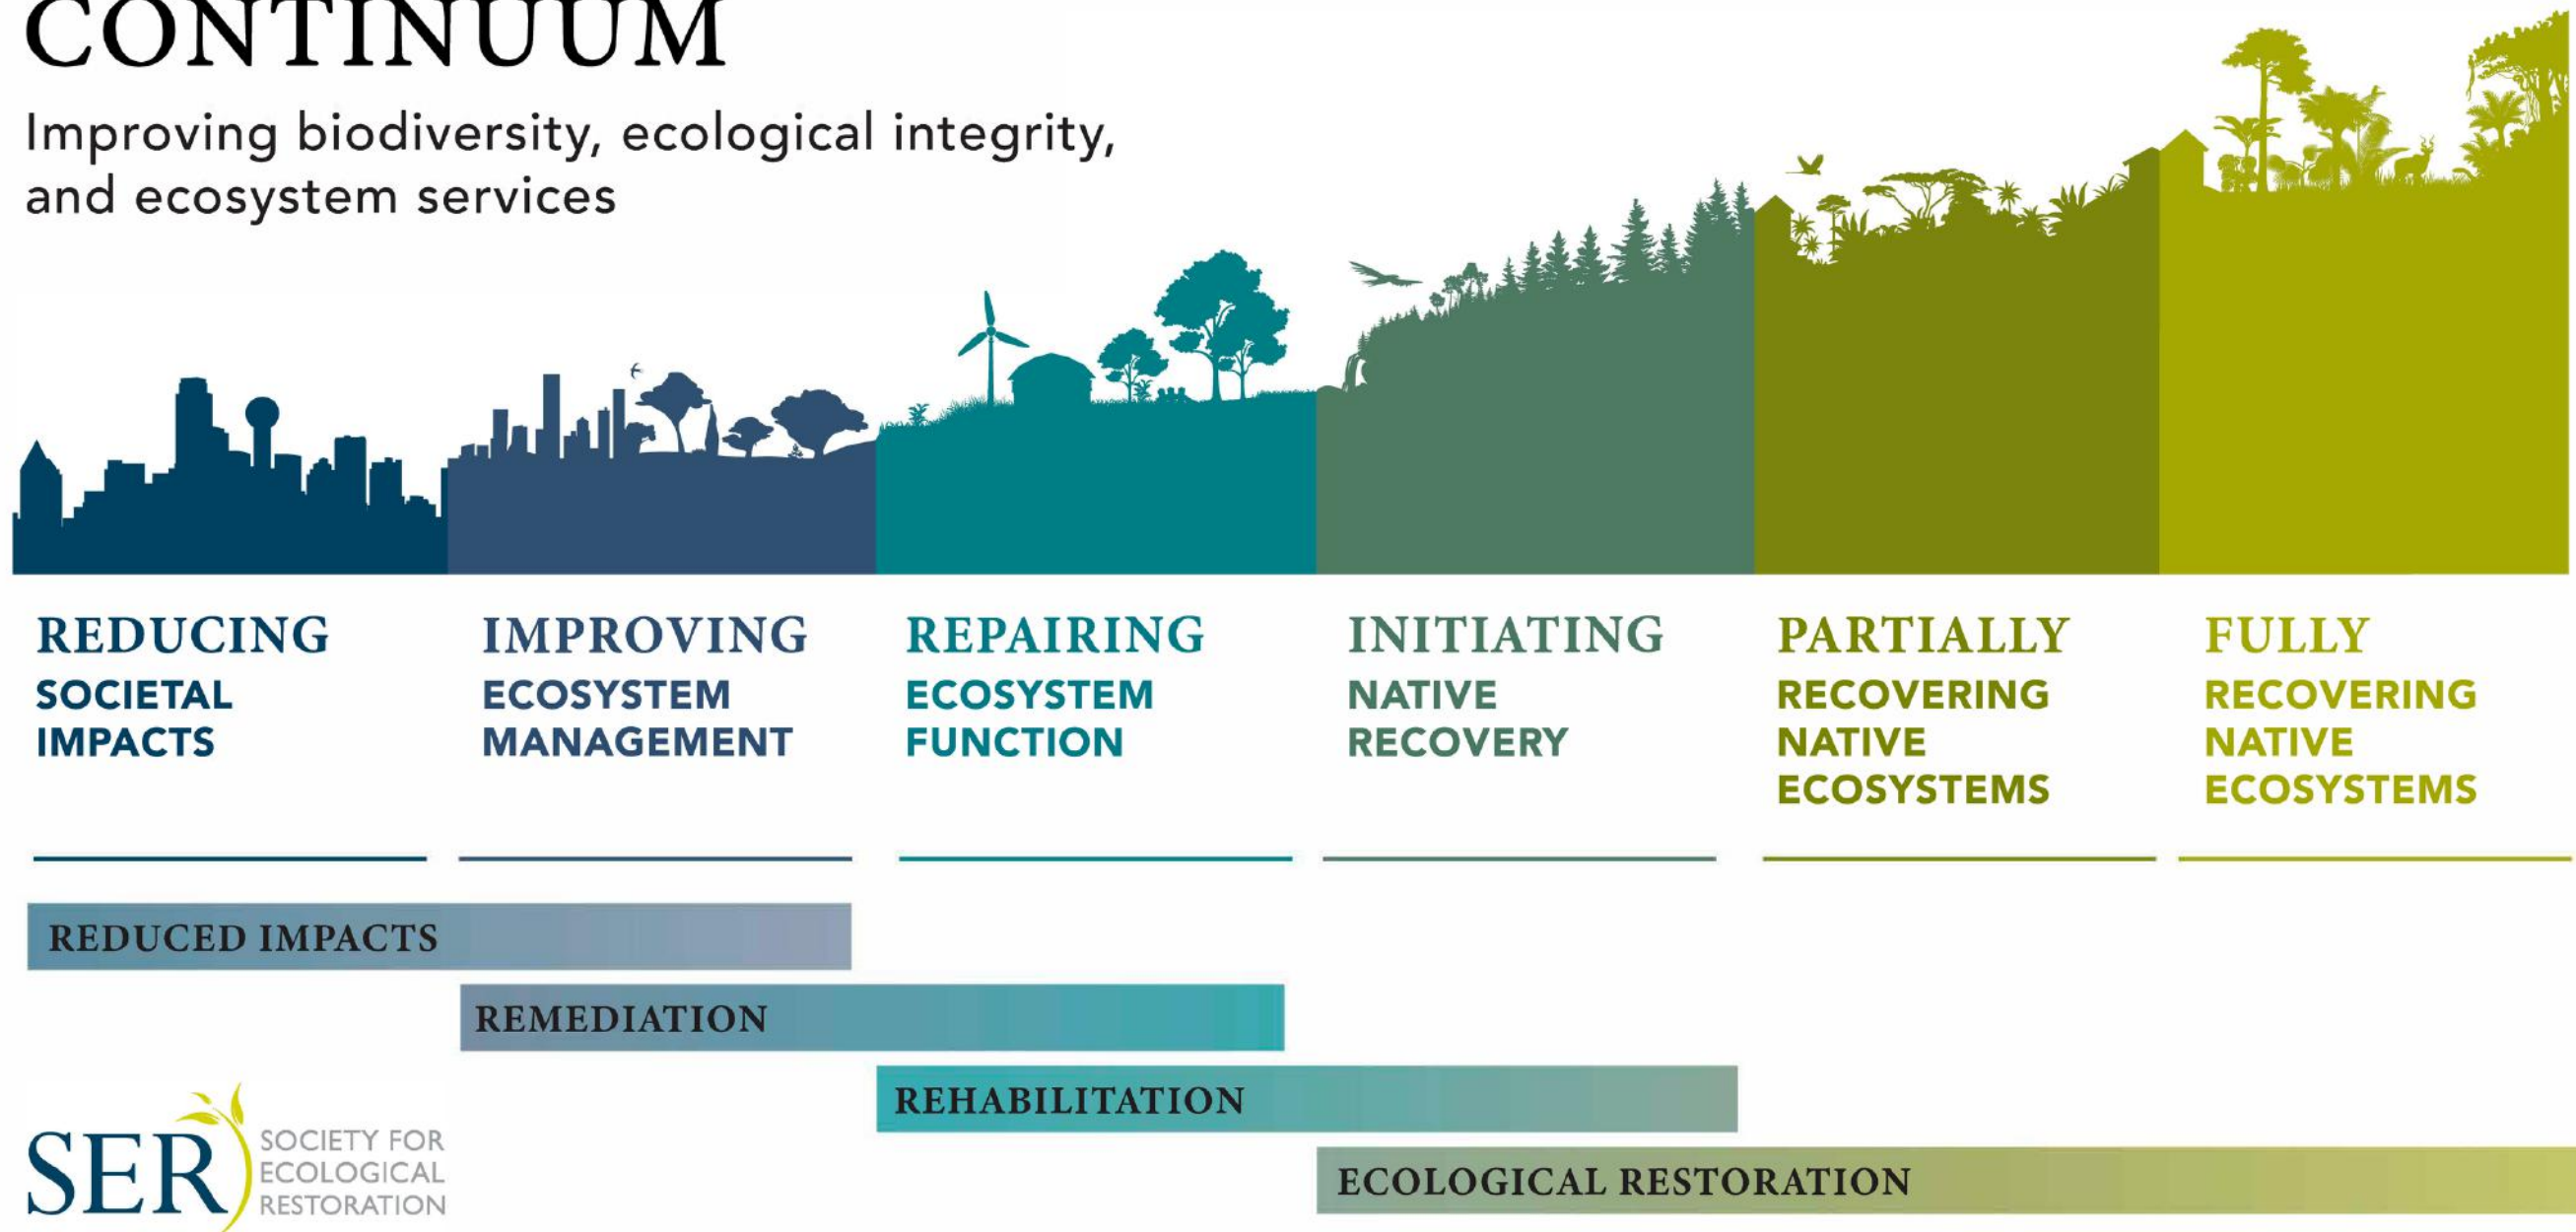 CONTINUUM
Improving biodiversity, ecological integrity,
and ecosystem services
REDUCING
SOCIETAL
IMPACTS
IMPROVING
ECOSYSTEM
MANAGEMENT
REPAIRING
ECOSYSTEM
FUNCTION
INITIATING
NATIVE
RECOVERY
PARTIALLY
RECOVERING
NATIVE
ECOSYSTEMS
FULLY
RECOVERING
NATIVE
ECOSYSTEMS
REDUCED IMPACTS
REMEDIATION
REHABILITATION
ECOLOGICAL RESTORATION
SER
SOCIETY FOR
ECOLOGICAL
RESTORATION